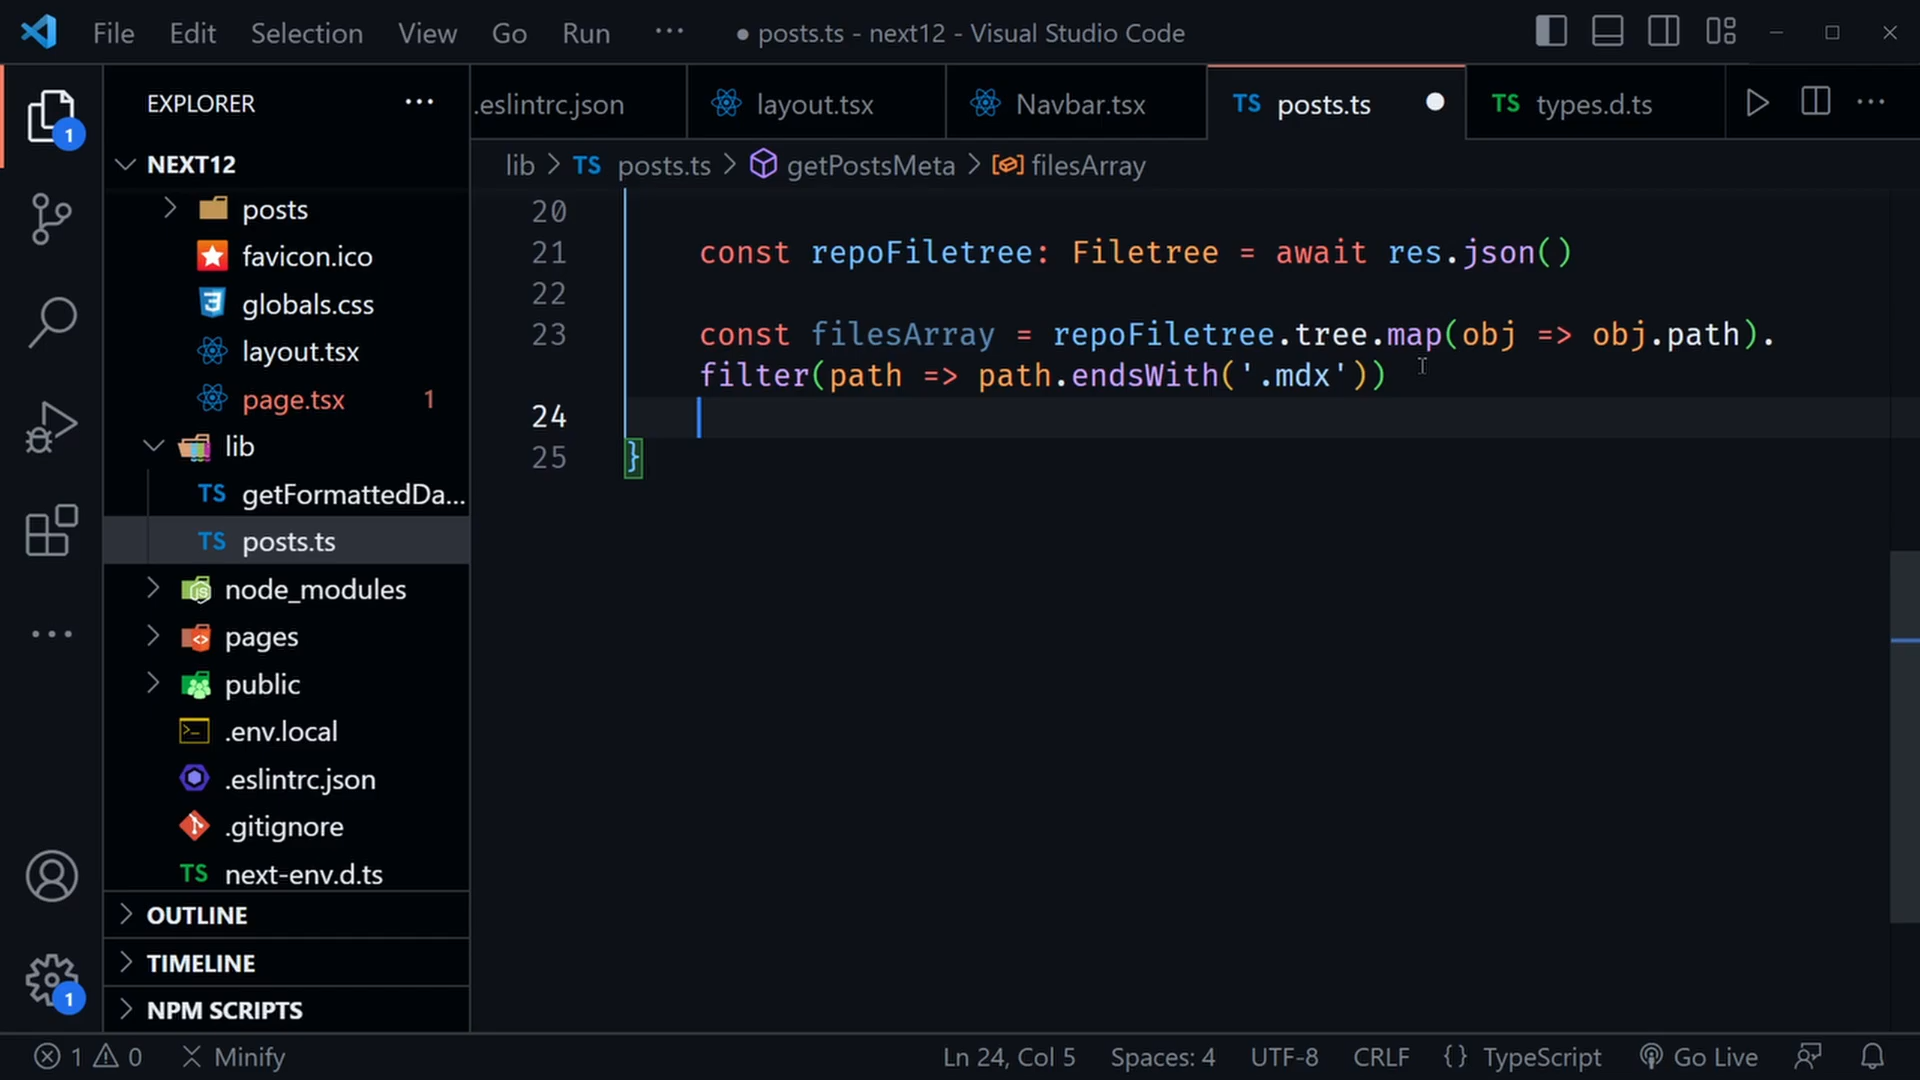 File Edit Selection View Go Run ··· ● posts.ts - next12 - Visual Studio Code
EXPLORER ···
.eslintrc.json layout.tsx Navbar.tsx TS posts.ts TS types.d.ts ···
NEXT12
lib > TS posts.ts > getPostsMeta > filesArray
posts
favicon.ico
globals.css
layout.tsx
page.tsx 1
lib
TS getFormattedDa...
TS posts.ts
node_modules
pages
public
.env.local
.eslintrc.json
.gitignore
TS next-env.d.ts
OUTLINE
TIMELINE
NPM SCRIPTS
20
21 const repoFiletree: Filetree = await res.json()
22
23 const filesArray = repoFiletree.tree.map(obj => obj.path).
filter(path => path.endsWith('.mdx'))
24
25 }
1
1
1 0 Minify Ln 24, Col 5 Spaces: 4 UTF-8 CRLF {} TypeScript Go Live